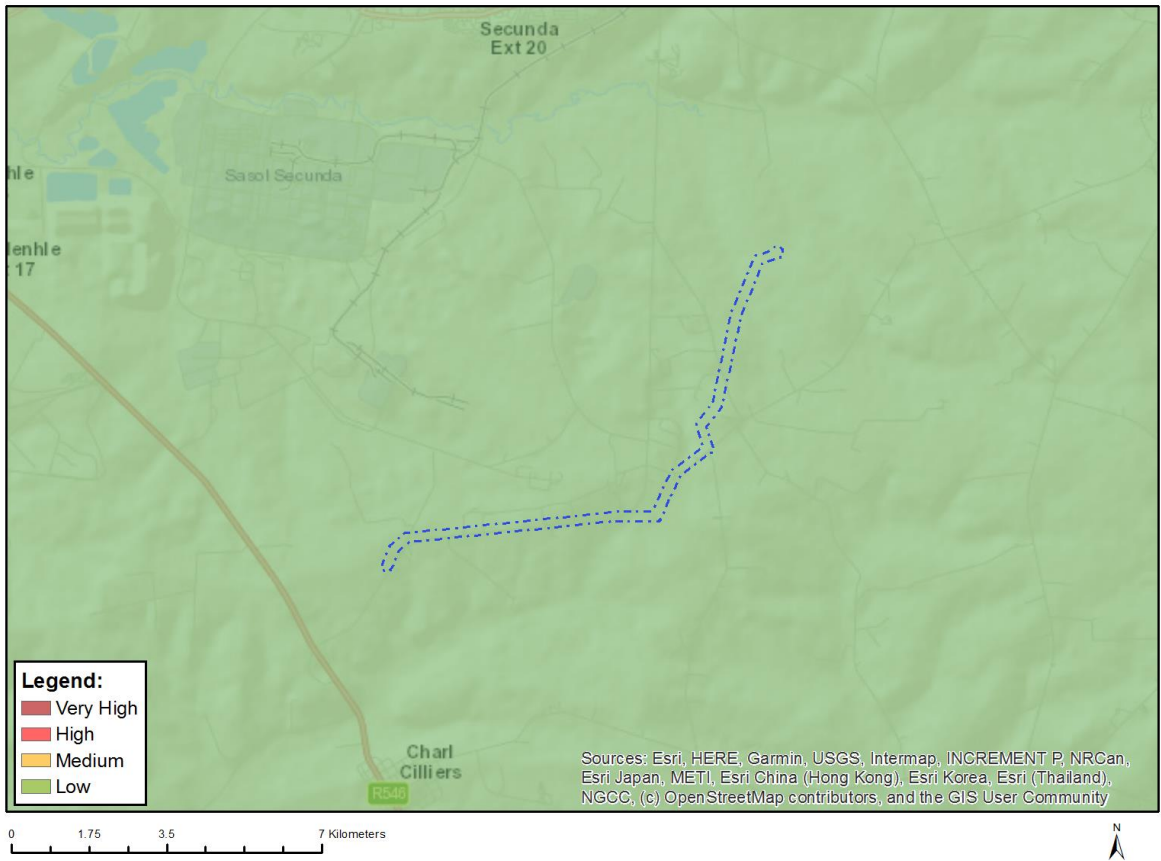 Secunda
Ext 20
hle
Sasol Secunda
lenhle
t 17
Charl
Cilliers
R546
Legend:
Very High
High
Medium
Low
Sources: Esri, HERE, Garmin, USGS, Intermap, INCREMENT P, NRCan,
Esri Japan, METI, Esri China (Hong Kong), Esri Korea, Esri (Thailand),
NGCC, (c) OpenStreetMap contributors, and the GIS User Community
0 1.75 3.5 7 Kilometers
N